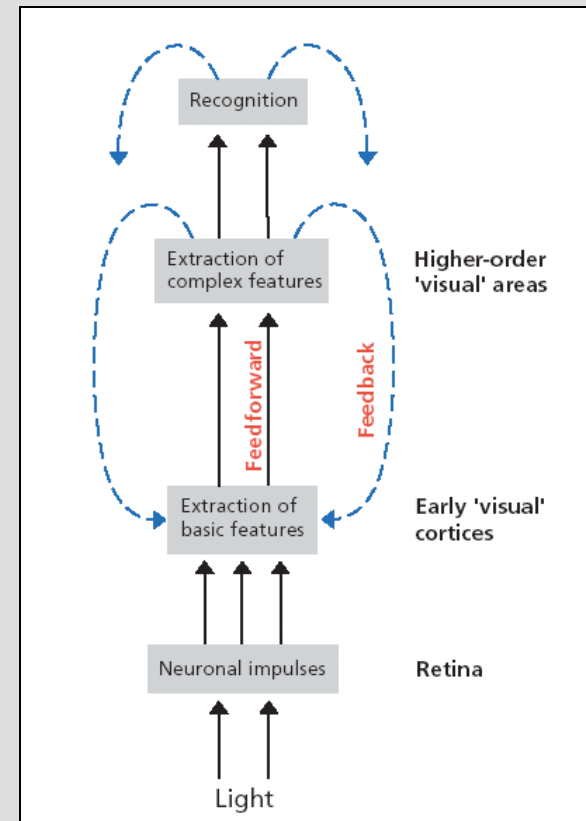 Recognition
Extraction of
complex features
Higher-order
'visual' areas
Feedforward
Feedback
Extraction of
basic features
Early 'visual'
cortices
Neuronal impulses
Retina
Light